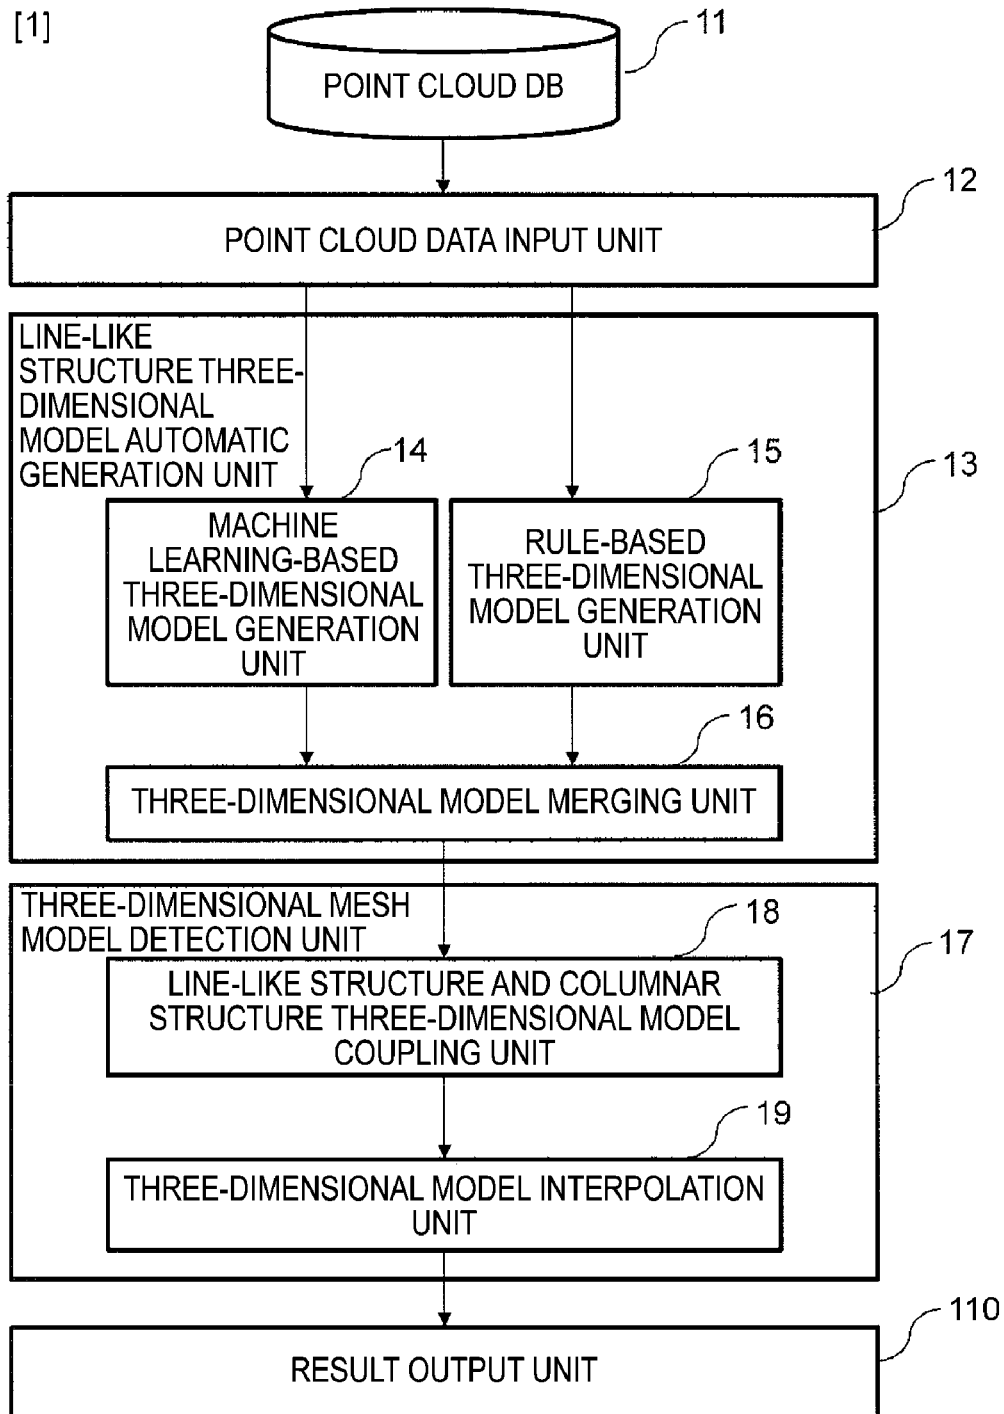 [1]
11
POINT CLOUD DB
12
POINT CLOUD DATA INPUT UNIT
LINE-LIKE
STRUCTURE THREE-
DIMENSIONAL
MODEL AUTOMATIC
GENERATION UNIT
13
14
15
MACHINE
LEARNING-BASED
THREE-DIMENSIONAL
MODEL GENERATION
UNIT
RULE-BASED
THREE-DIMENSIONAL
MODEL GENERATION
UNIT
16
THREE-DIMENSIONAL MODEL MERGING UNIT
THREE-DIMENSIONAL MESH
MODEL DETECTION UNIT
18
17
LINE-LIKE STRUCTURE AND COLUMNAR
STRUCTURE THREE-DIMENSIONAL MODEL
COUPLING UNIT
19
THREE-DIMENSIONAL MODEL INTERPOLATION
UNIT
110
RESULT OUTPUT UNIT